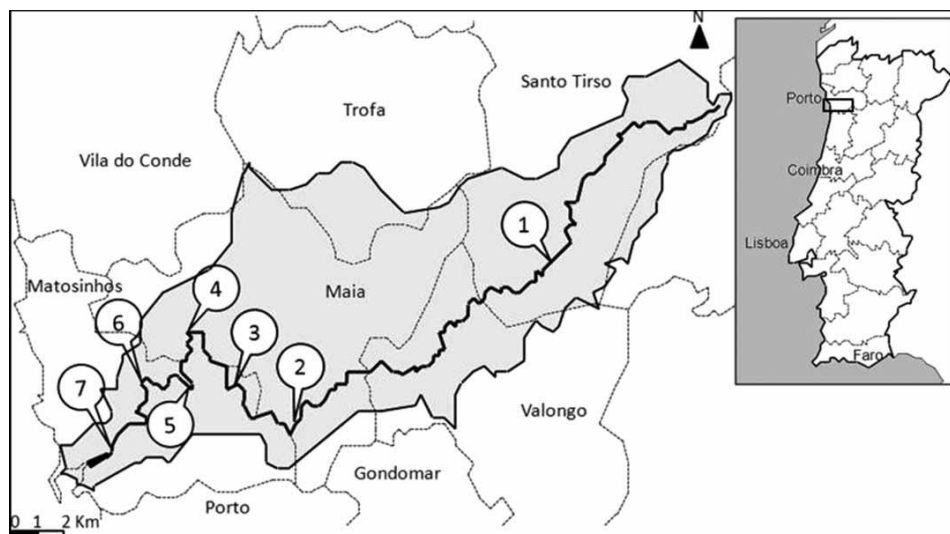 N
Santo Tirso
Trofa
Vila do Conde
Matosinhos
Maia
1
4
6
3
2
7
5
Valongo
Gondomar
Porto
0 1 2 Km
Porto
Coimbra
Lisboa
Faro